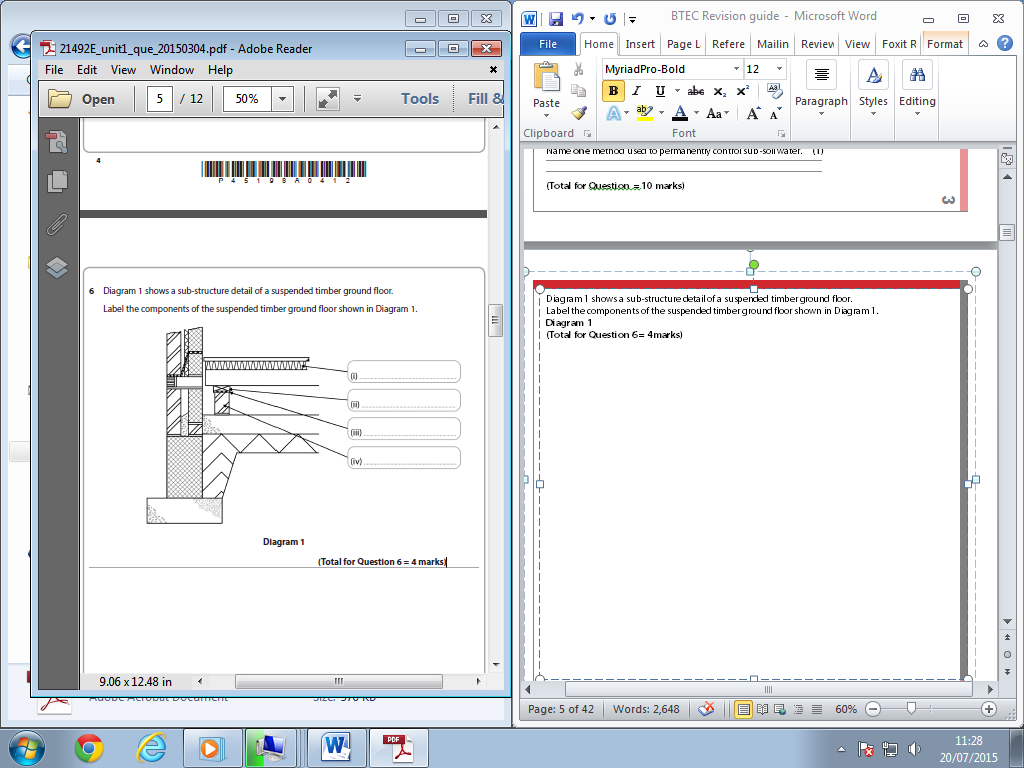 21492E_unit1_que_20150304.pdf - Adobe Reader
File Edit View Window Help
Open
5 / 12
50%
Tools
Fill &
4
P 4 5 1 9 8 A 0 4 1 2
6 Diagram 1 shows a sub-structure detail of a suspended timber ground floor.
Label the components of the suspended timber ground floor shown in Diagram 1.
(i)
(ii)
(iii)
(iv)
Diagram 1
(Total for Question 6 = 4 marks)
9.06 x 12.48 in
BTEC Revision guide - Microsoft Word
File Home Insert Page L Refere Mailin Review View Foxit R Format
Paste
Clipboard
MyriadPro-Bold 12
B I U abc x₂ x²
A ab A Aa A A
Font
Paragraph
Styles
Editing
Name one method used to permanently control sub-soil water. (1)
(Total for Question = 10 marks)
3
Diagram 1 shows a sub-structure detail of a suspended timber ground floor.
Label the components of the suspended timber ground floor shown in Diagram 1.
Diagram 1
(Total for Question 6= 4marks)
Page: 5 of 42 Words: 2,648 60%
PDF
11:28
20/07/2015